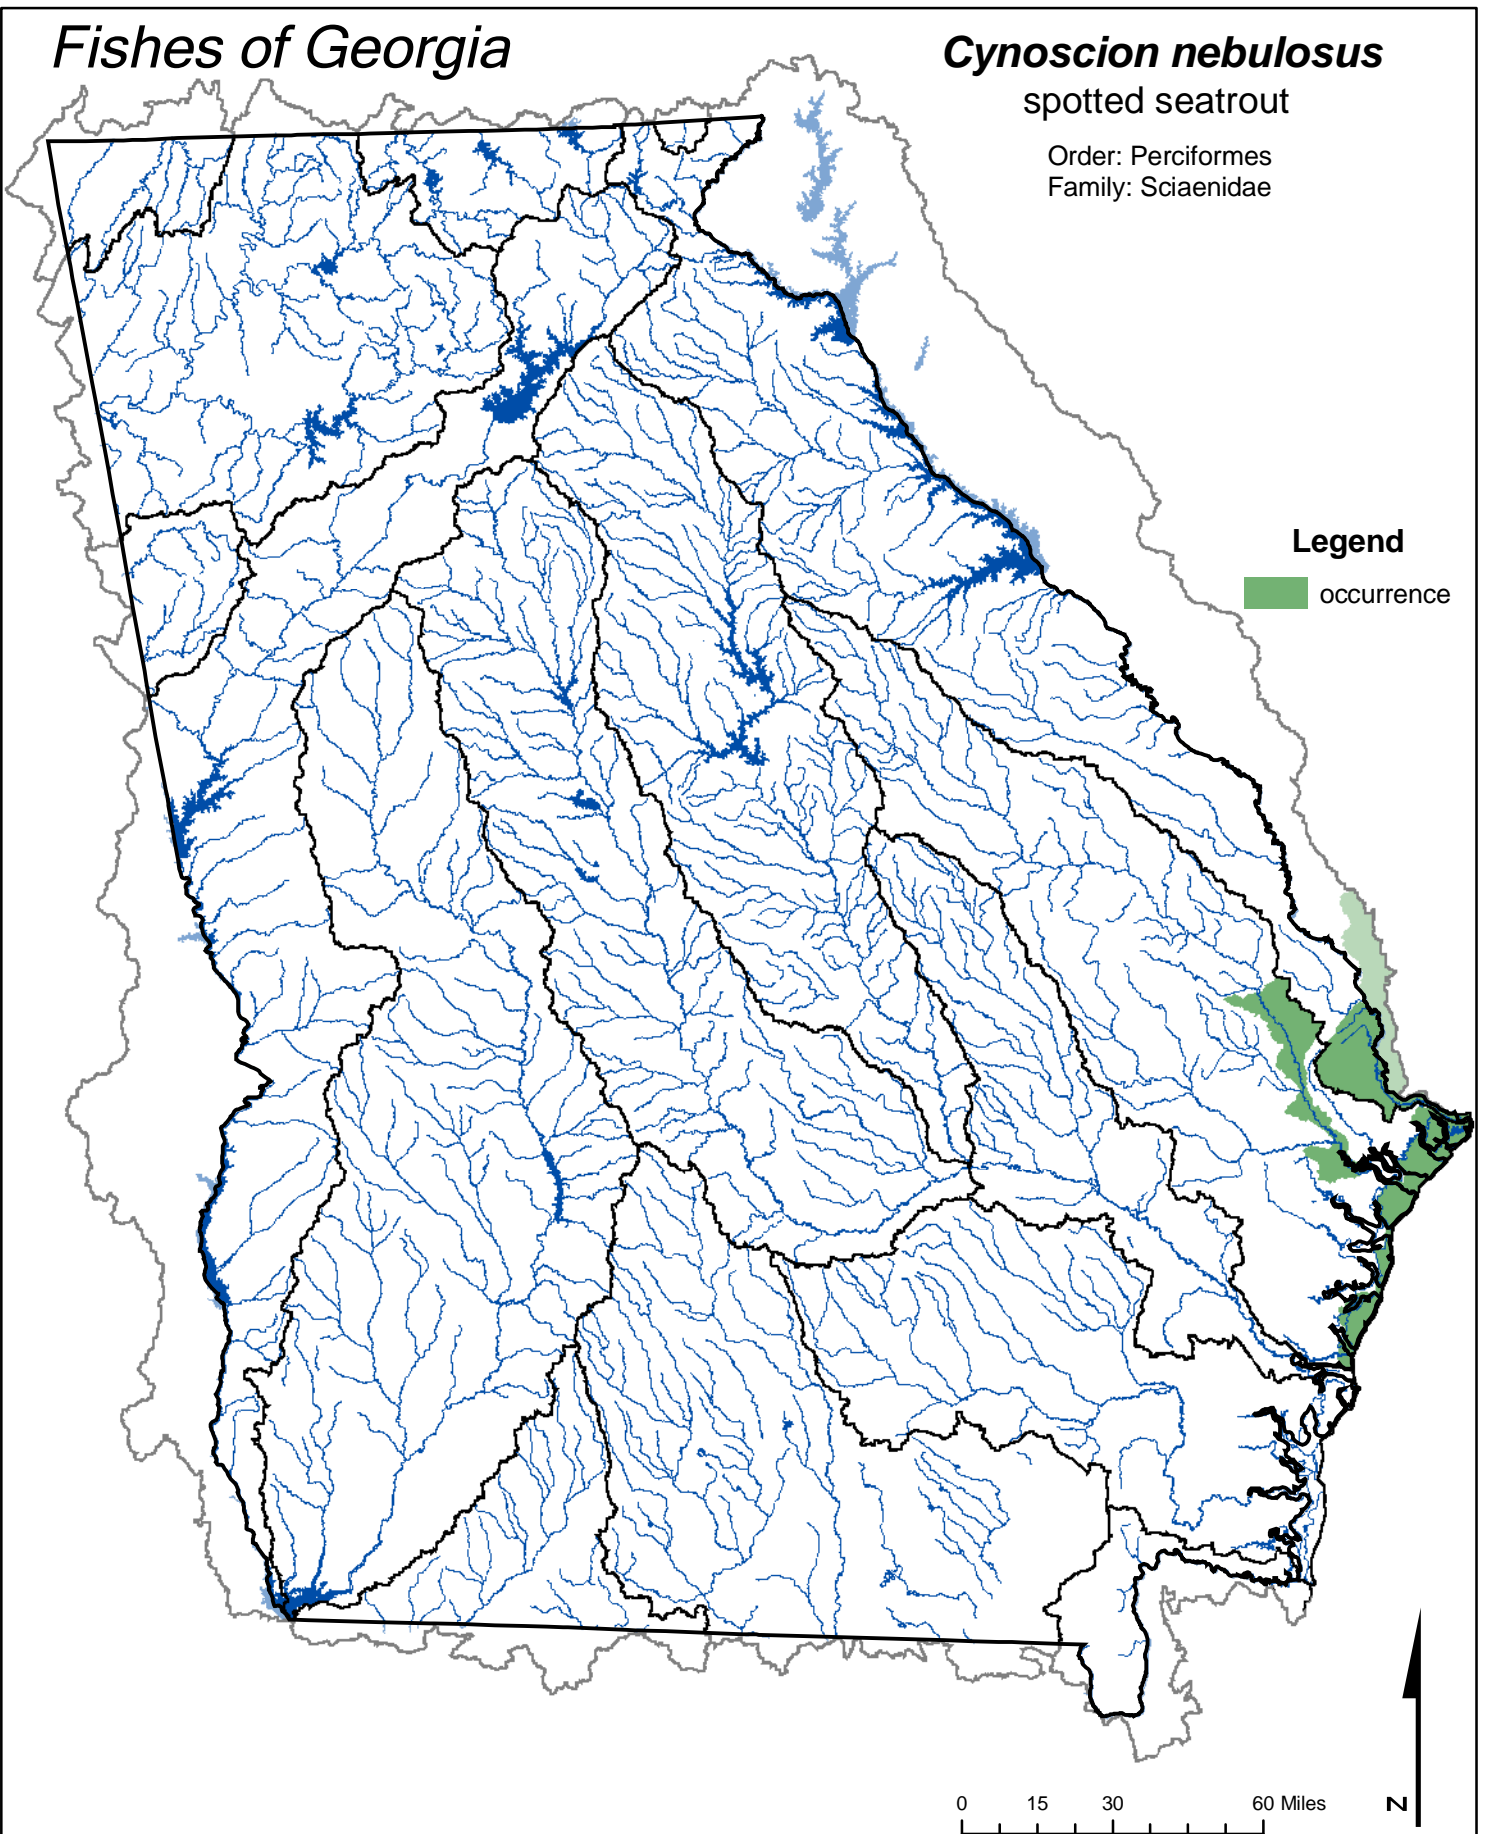 Fishes of Georgia
Cynoscion nebulosus
spotted seatrout
Order: Perciformes
Family: Sciaenidae
Legend
occurrence
0 15 30 60 Miles
N